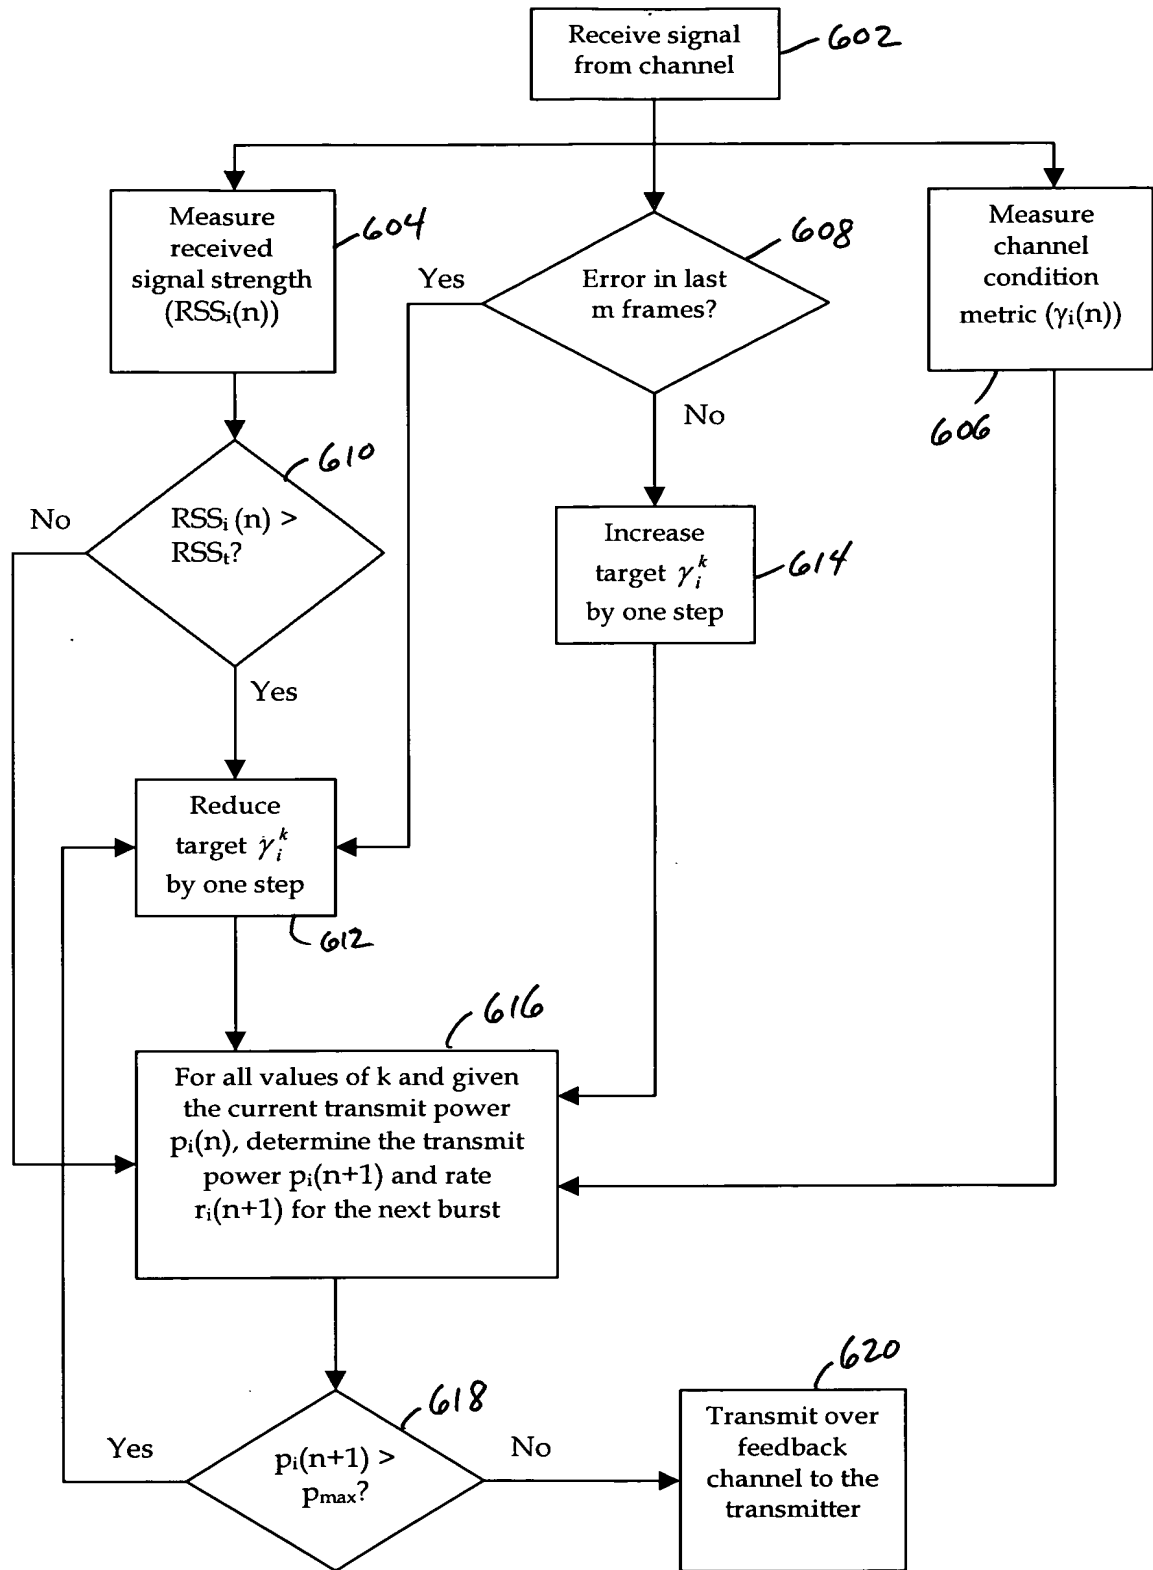 Receive signal
from channel
602
Measure
received
signal strength
(RSSᵢ(n))
604
Yes
Error in last
m frames?
608
Measure
channel
condition
metric (γᵢ(n))
606
No
No
RSSᵢ (n) >
RSSₜ?
610
Increase
target γᵢᵏ
by one step
614
Yes
Reduce
target γᵢᵏ
by one step
612
616
For all values of k and given
the current transmit power
pᵢ(n), determine the transmit
power pᵢ(n+1) and rate
rᵢ(n+1) for the next burst
Yes
pᵢ(n+1) >
pₘₐₓ?
618
No
620
Transmit over
feedback
channel to the
transmitter